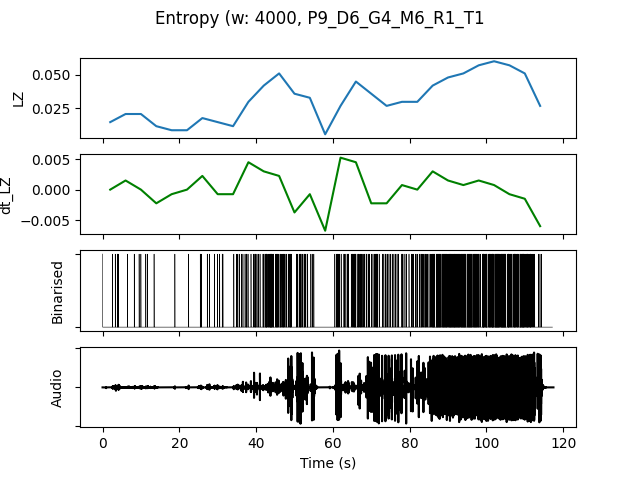 Entropy (w: 4000, P9_D6_G4_M6_R1_T1
0.050
0.025
LZ
0.005
0.000
−0.005
dt_LZ
Binarised
Audio
0 20 40 60 80 100 120
Time (s)